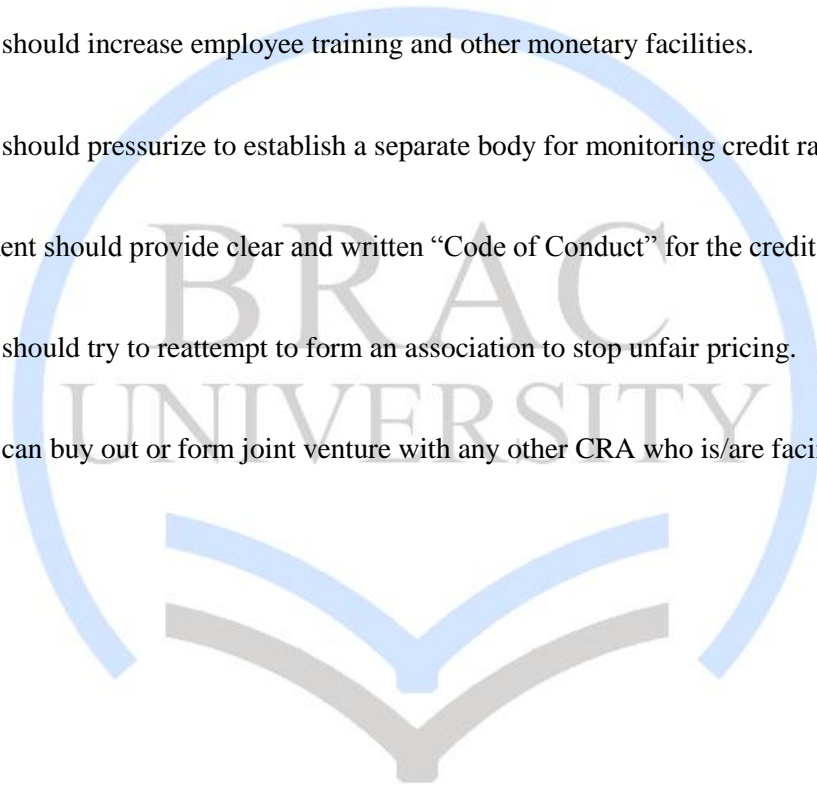 should increase employee training and other monetary facilities.
should pressurize to establish a separate body for monitoring credit ra
ent should provide clear and written “Code of Conduct” for the credit
BRAC
should try to reattempt to form an association to stop unfair pricing.
UNIVERSITY
can buy out or form joint venture with any other CRA who is/are faci